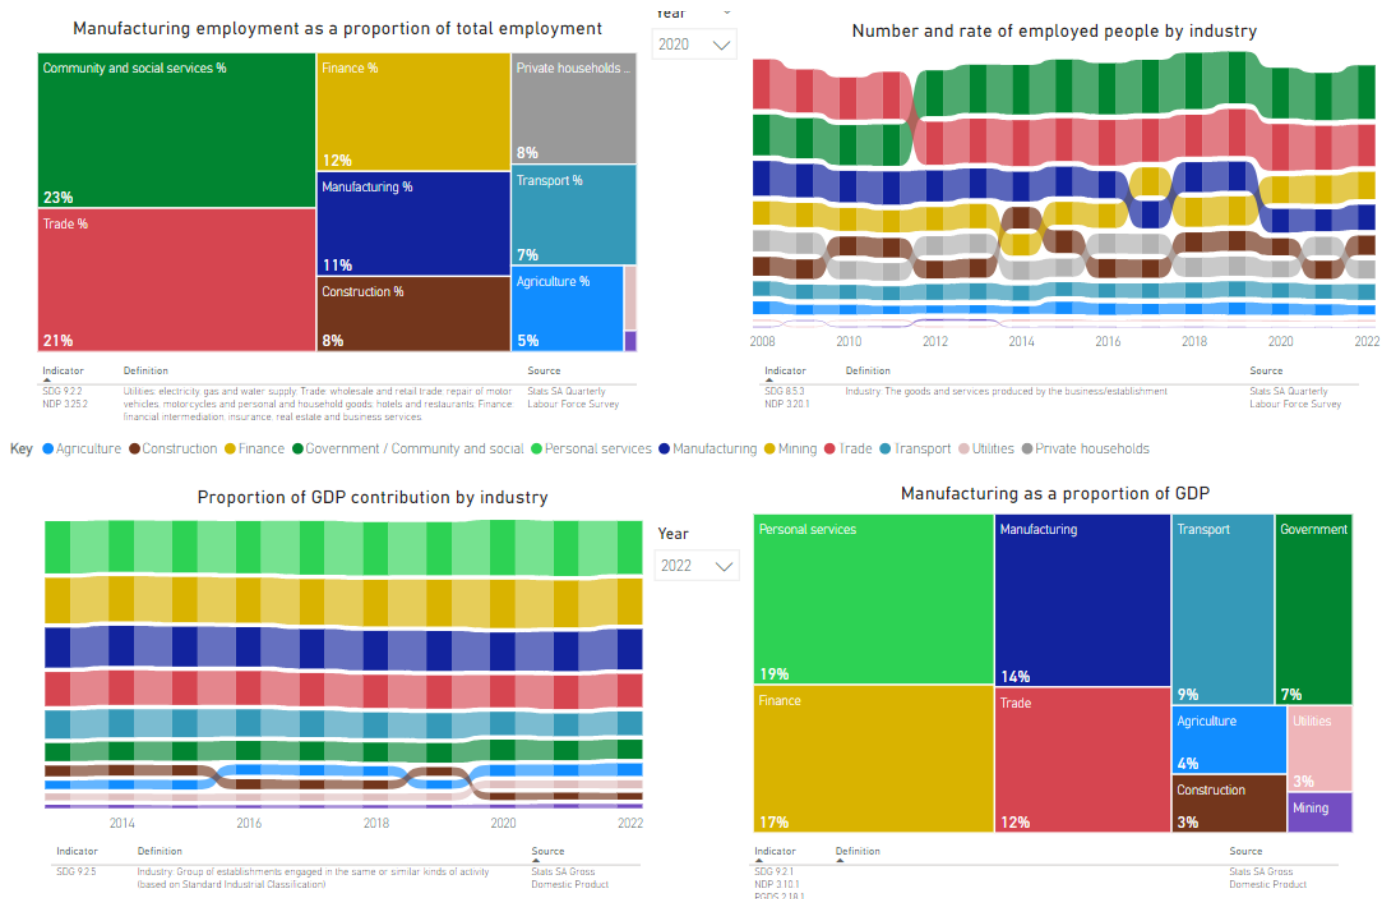 Manufacturing employment as a proportion of total employment
Community and social services %
23%
Trade %
21%
Finance %
12%
Manufacturing %
11%
Construction %
8%
Private households ..
8%
Transport %
7%
Agriculture %
5%
Indicator Definition Source
SDG 9.2.2 Utilities: electricity, gas and water supply. Trade: wholesale and retail trade; repair of motor Stats SA Quarterly
NDP 3.25.2 vehicles, motorcycles and personal and household goods; hotels and restaurants. Finance: Labour Force Survey
financial intermediation, insurance, real estate and business services.
Year
2020
Number and rate of employed people by industry
2008 2010 2012 2014 2016 2018 2020 2022
Indicator Definition Source
SDG 8.5.3 Industry: The goods and services produced by the business/establishment Stats SA Quarterly
NDP 3.20.1 Labour Force Survey
Key Agriculture Construction Finance Government / Community and social Personal services Manufacturing Mining Trade Transport Utilities Private households
Proportion of GDP contribution by industry
2014 2016 2018 2020 2022
Indicator Definition Source
SDG 9.2.5 Industry: Group of establishments engaged in the same or similar kinds of activity Stats SA Gross
(based on Standard Industrial Classification) Domestic Product
Year
2022
Manufacturing as a proportion of GDP
Personal services
19%
Finance
17%
Manufacturing
14%
Trade
12%
Transport
9%
Government
7%
Agriculture
4%
Utilities
3%
Construction
3%
Mining
Indicator Definition Source
SDG 9.2.1 Stats SA Gross
NDP 3.10.1 Domestic Product
PGDS 2.18.1